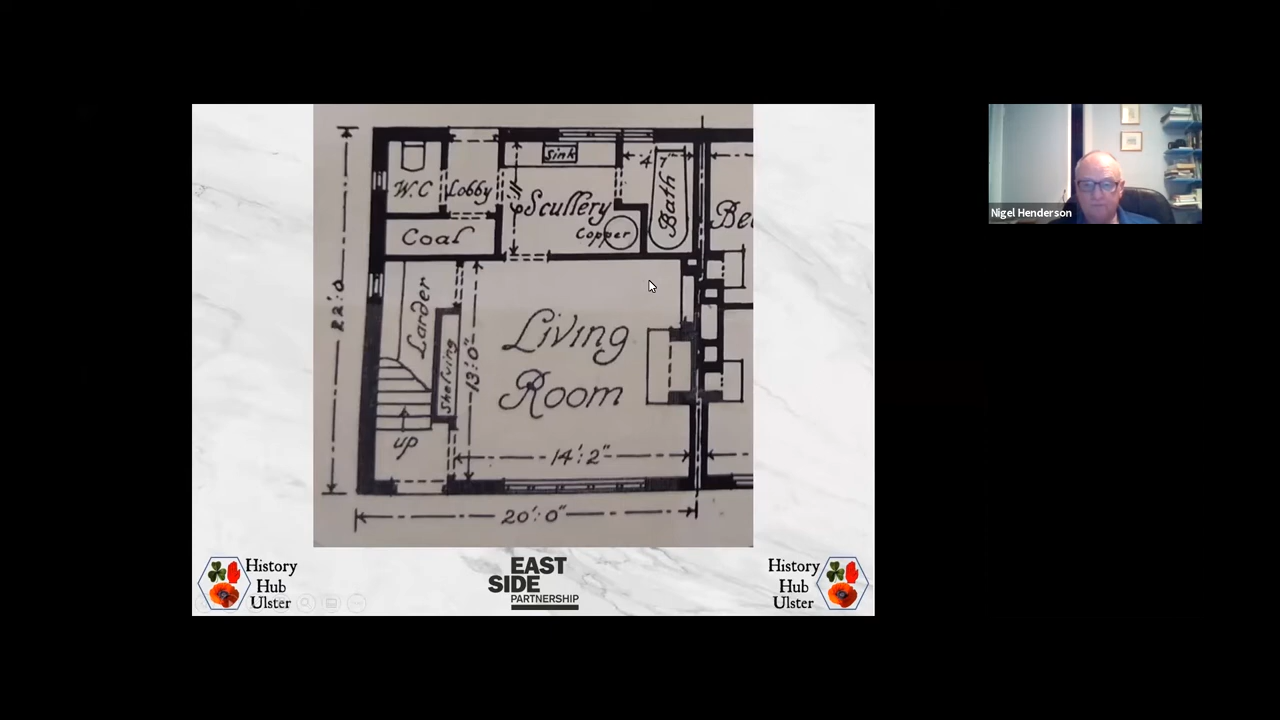 W.C
Lobby
Sink
Scullery
Copper
4' 7"
Bath
Coal
Larder
Shelving
up
22'.0
13'.0"
Living
Room
14'.2"
20'.0"
Nigel Henderson
History
Hub
Ulster
EAST
SIDE
PARTNERSHIP
History
Hub
Ulster